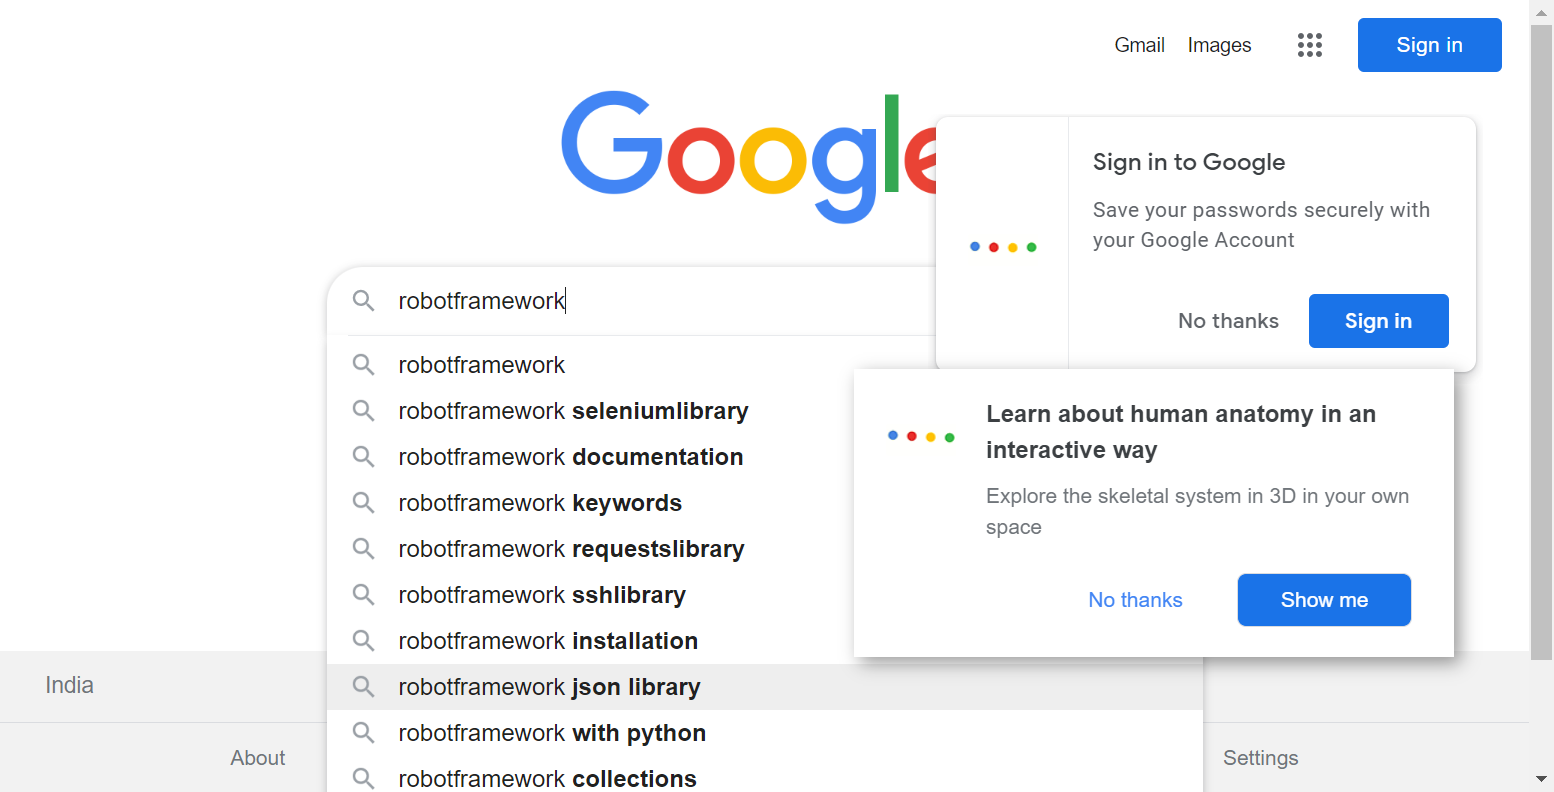 Gmail Images Sign in
Google
Sign in to Google
Save your passwords securely with
your Google Account
No thanks Sign in
robotframework
robotframework
robotframework seleniumlibrary
robotframework documentation
robotframework keywords
robotframework requestslibrary
robotframework sshlibrary
robotframework installation
robotframework json library
robotframework with python
robotframework collections
Learn about human anatomy in an
interactive way
Explore the skeletal system in 3D in your own
space
No thanks Show me
India
About Settings